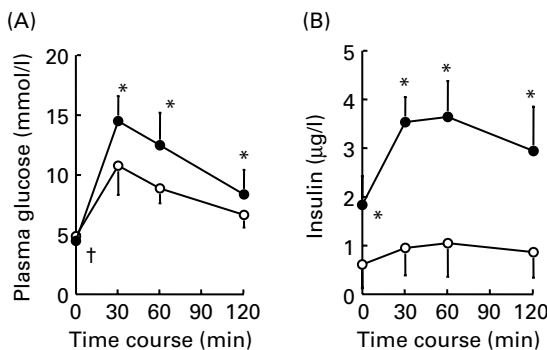 (A)
Plasma glucose (mmol/l)
20
15
10
5
0
* * *
†
0 30 60 90 120
Time course (min)
(B)
Insulin (μg/l)
5
4
3
2
1
0
* * *
*
0 30 60 90 120
Time course (min)